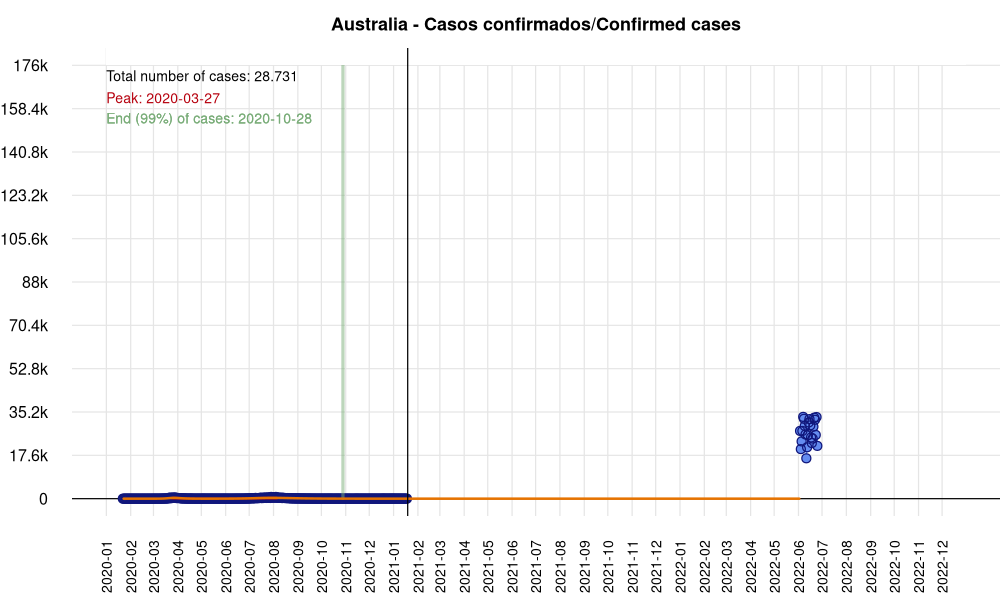 Australia - Casos confirmados/Confirmed cases
Total number of cases: 28.731
Peak: 2020-03-27
End (99%) of cases: 2020-10-28
176k
158.4k
140.8k
123.2k
105.6k
88k
70.4k
52.8k
35.2k
17.6k
0
2020-01
2020-02
2020-03
2020-04
2020-05
2020-06
2020-07
2020-08
2020-09
2020-10
2020-11
2020-12
2021-01
2021-02
2021-03
2021-04
2021-05
2021-06
2021-07
2021-08
2021-09
2021-10
2021-11
2021-12
2022-01
2022-02
2022-03
2022-04
2022-05
2022-06
2022-07
2022-08
2022-09
2022-10
2022-11
2022-12